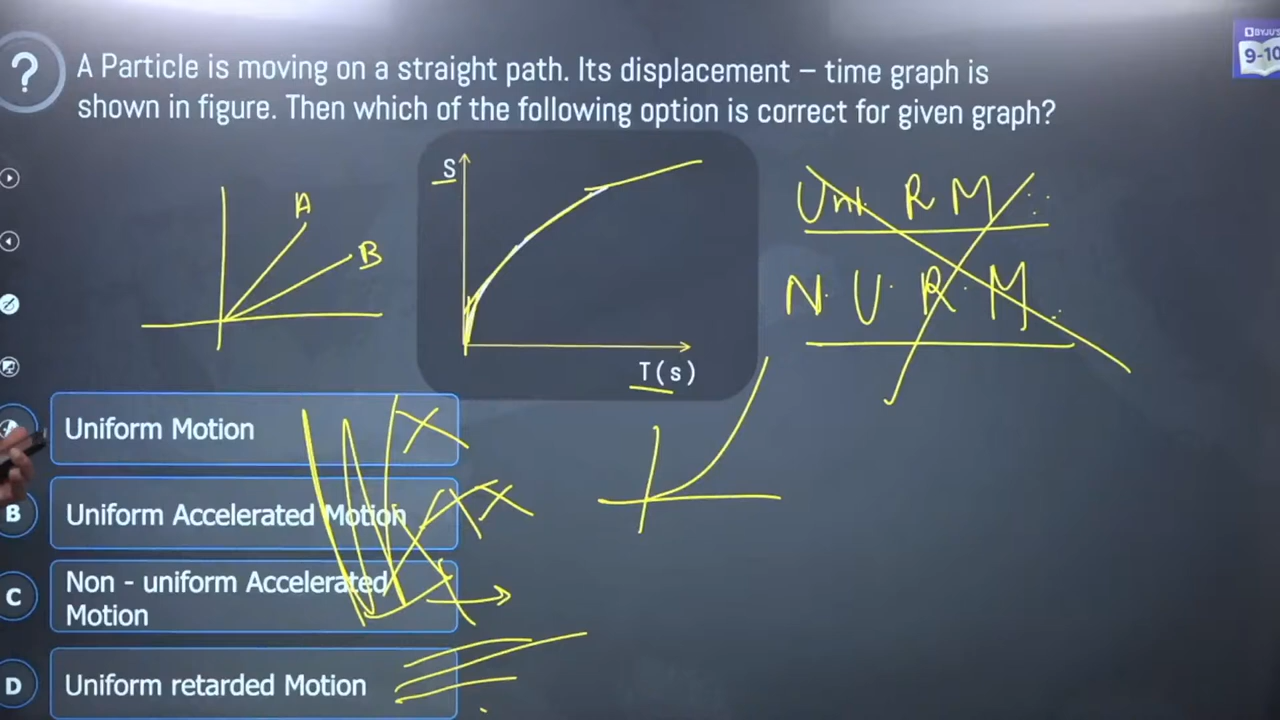 ?
A Particle is moving on a straight path. Its displacement – time graph is
shown in figure. Then which of the following option is correct for given graph?
BYJU'S
9-10
A
B
S
T(s)
Uni R M
N. U. R. M.
Uniform Motion
B
Uniform Accelerated Motion
C
Non - uniform Accelerated
Motion
D
Uniform retarded Motion